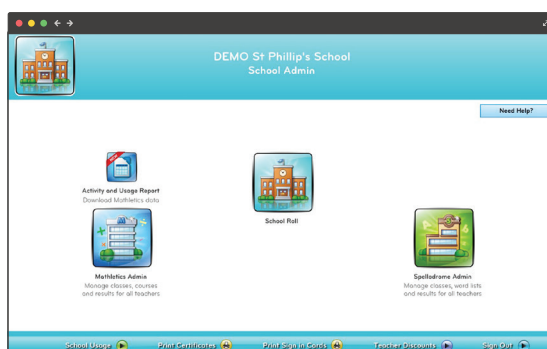 DEMO St Phillip's School
School Admin
Need Help?
Activity and Usage Report
Download Mathletics data
School Roll
Mathletics Admin
Manage classes, courses
and results for all teachers
Spellodrome Admin
Manage classes, word lists
and results for all teachers
School Usage
Print Certificates
Print Sign in Cards
Teacher Discounts
Sign Out